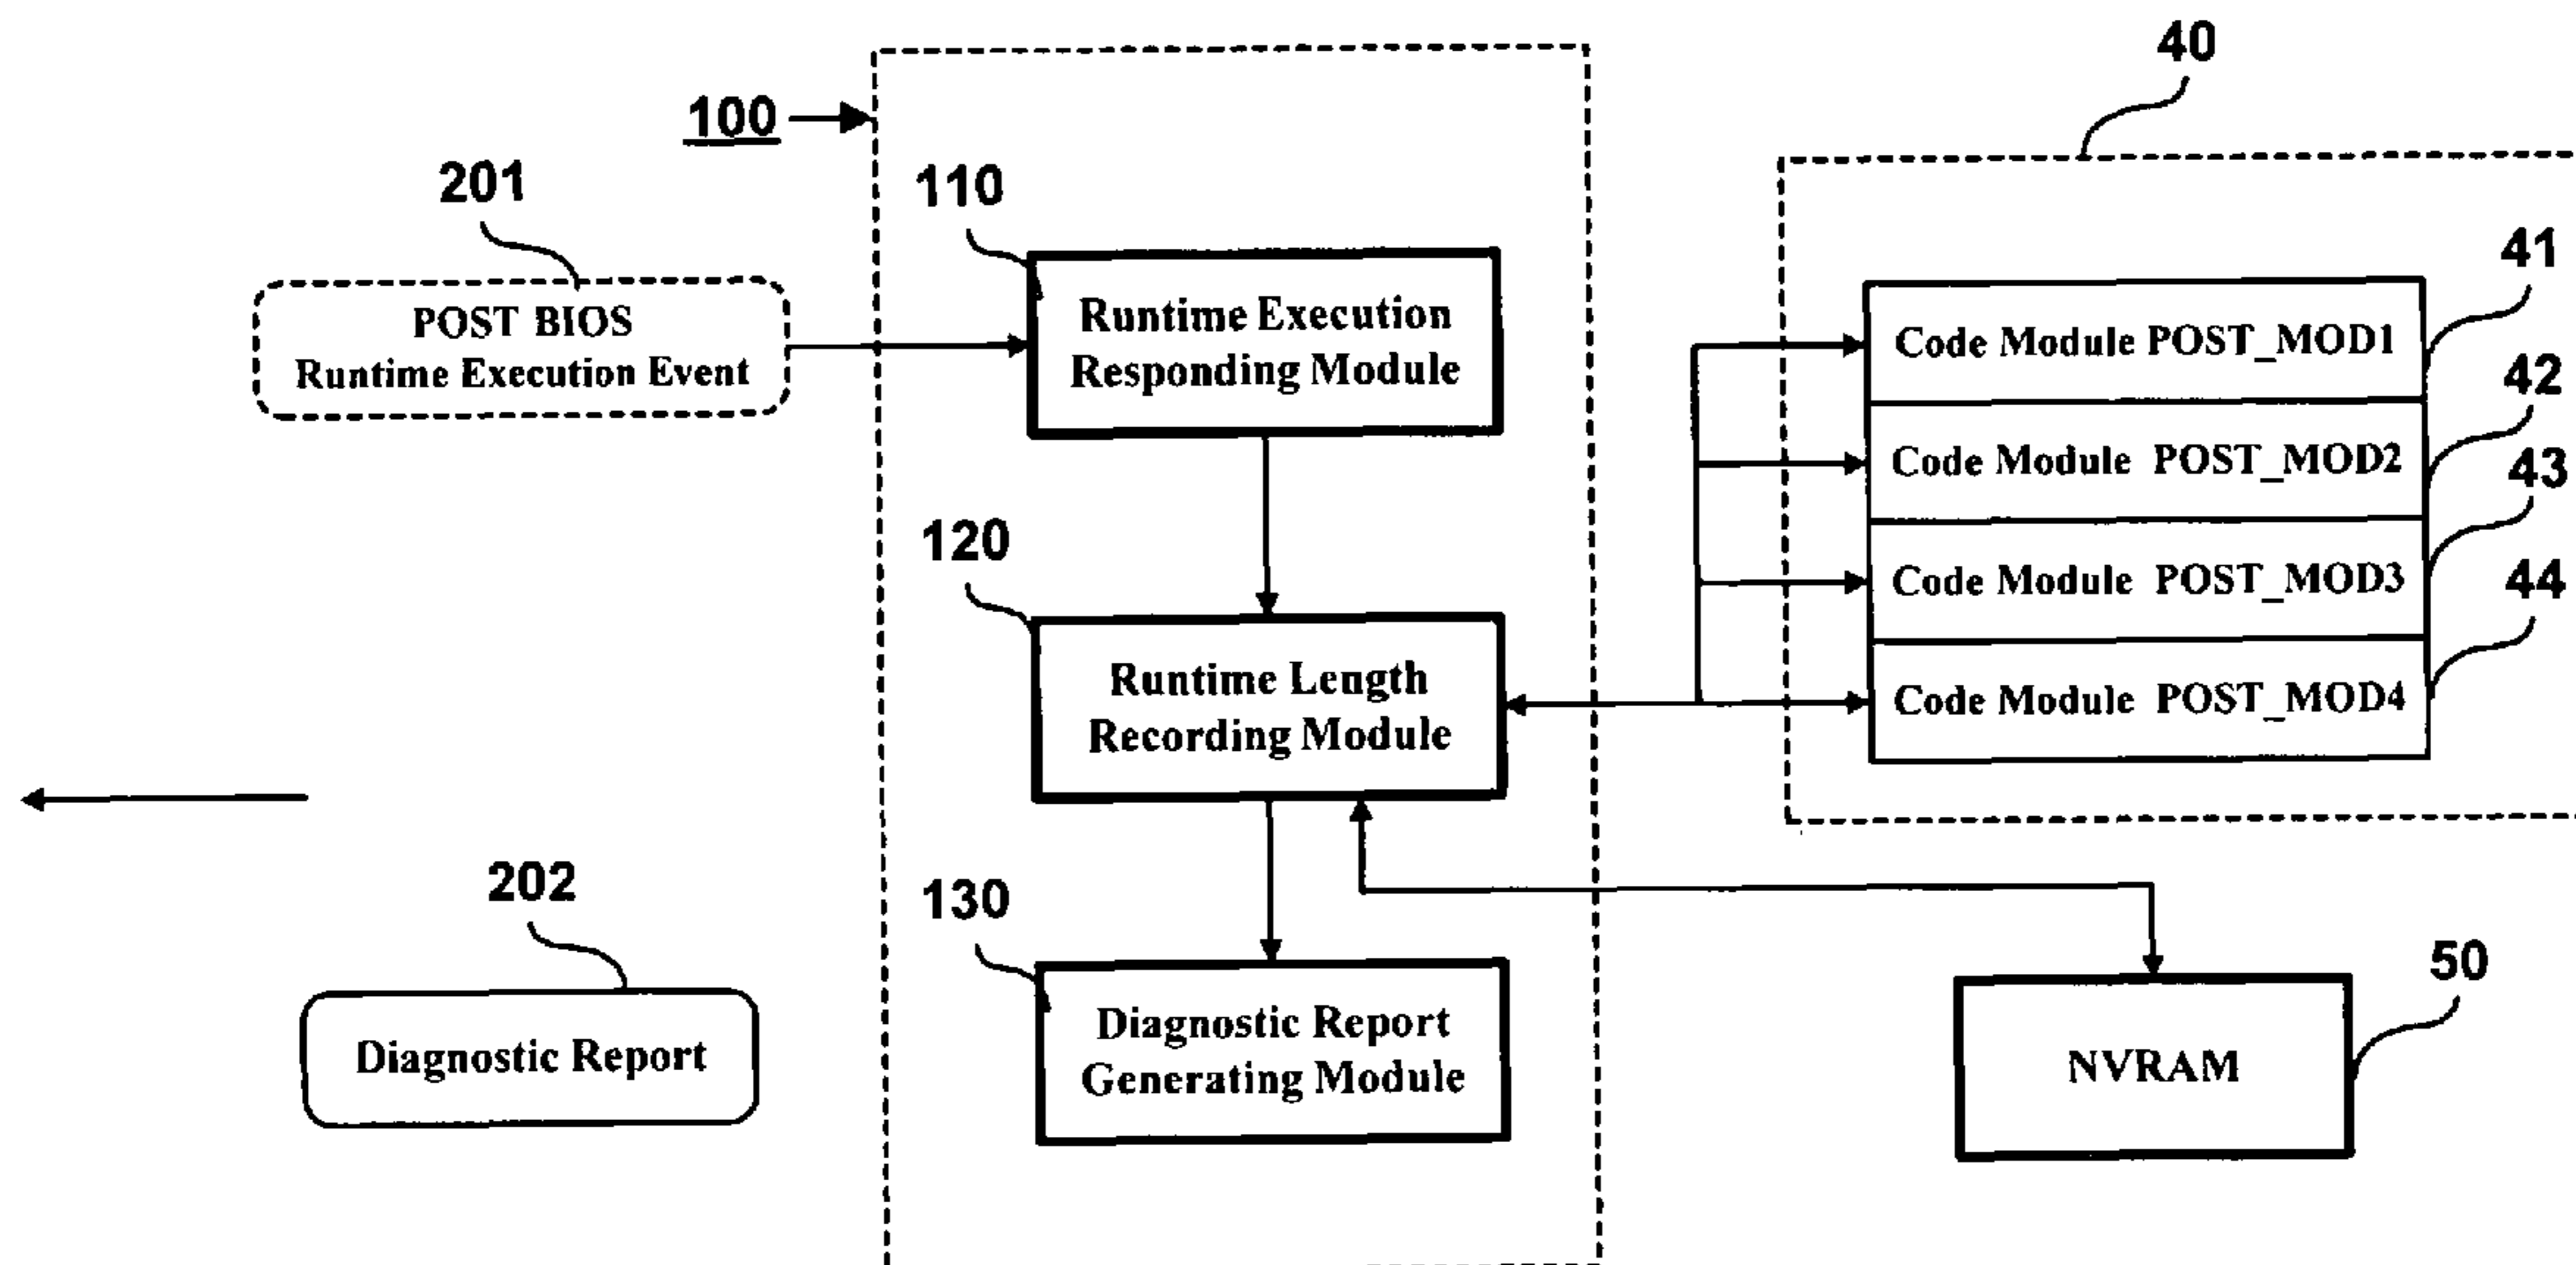 40
100
201
110
41
POST BIOS
Runtime Execution Event
Runtime Execution
Responding Module
Code Module POST_MOD1
42
Code Module POST_MOD2
43
120
Code Module POST_MOD3
44
Runtime Length
Recording Module
Code Module POST_MOD4
202
130
50
Diagnostic Report
Diagnostic Report
Generating Module
NVRAM